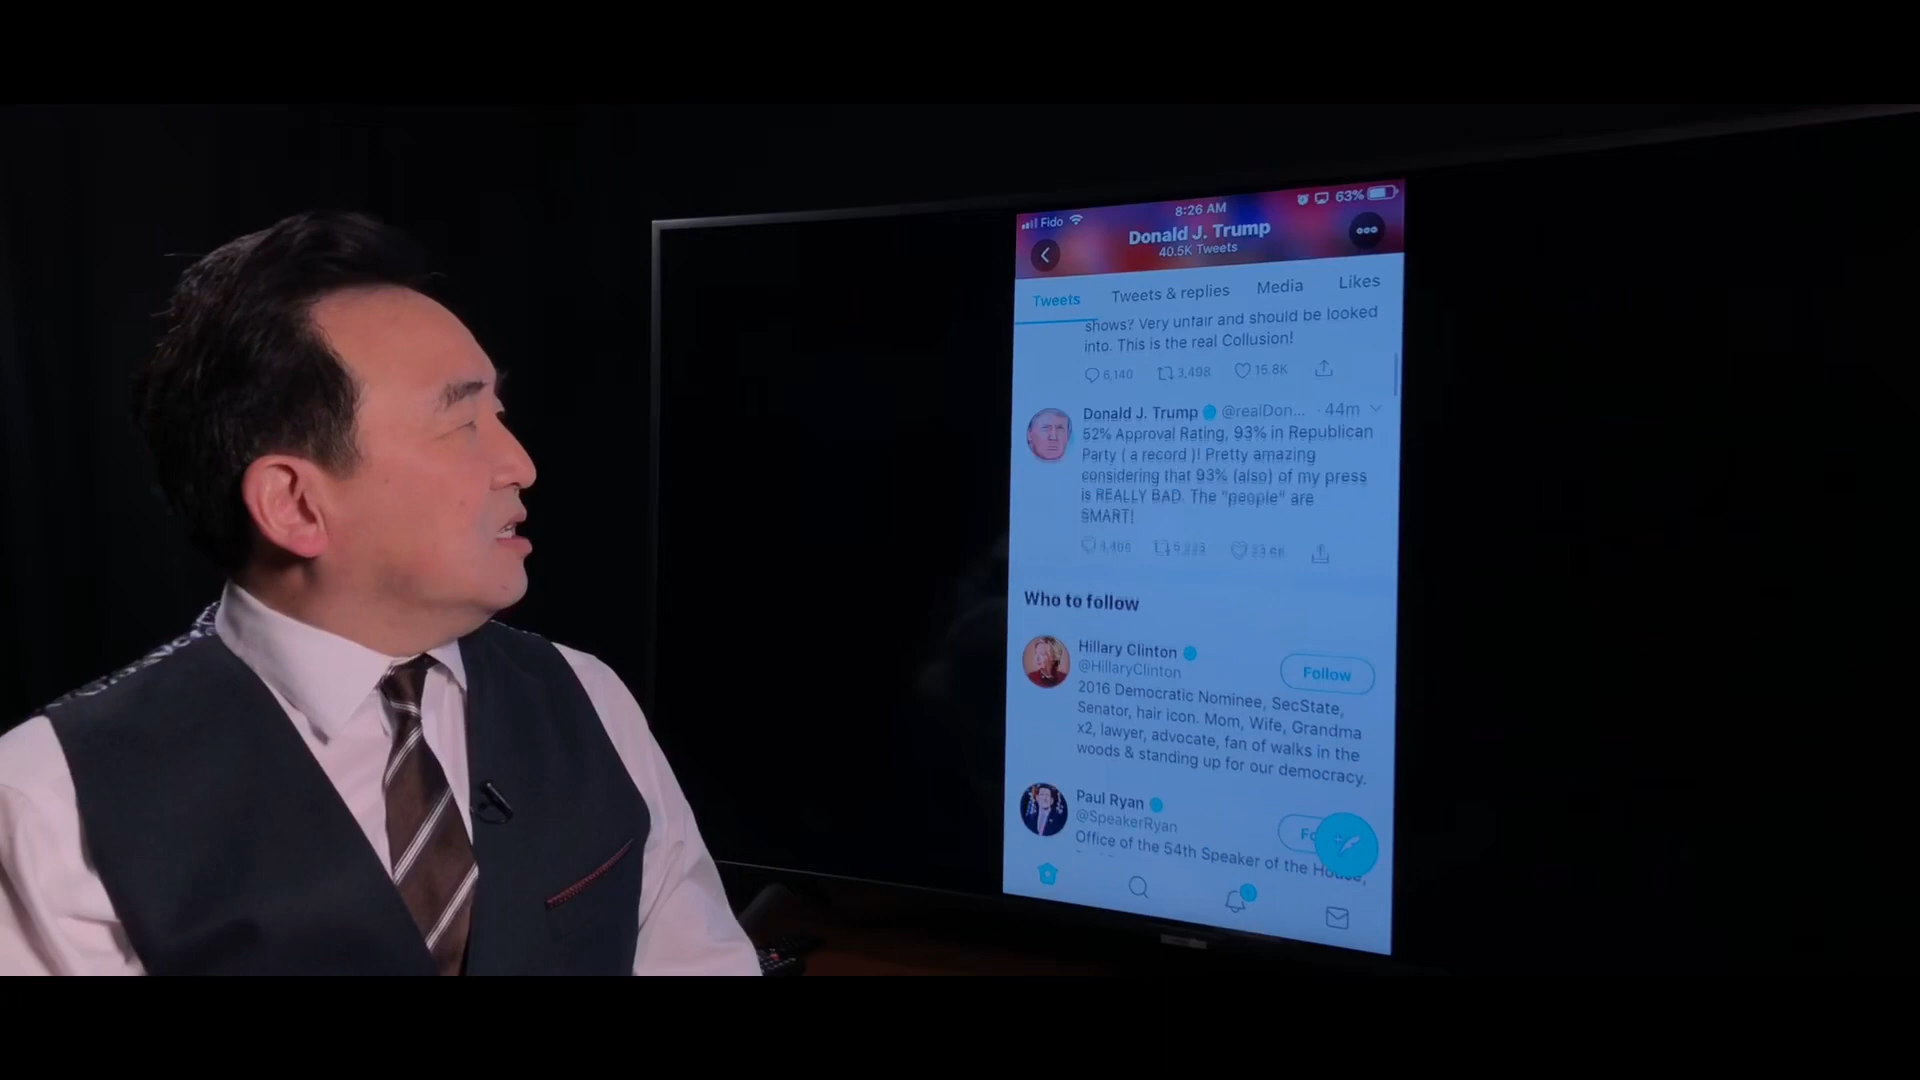 Fido
8:26 AM
63%
Donald J. Trump
40.5K Tweets
Tweets
Tweets & replies
Media
Likes
shows? Very unfair and should be looked
into. This is the real Collusion!
6,140
3,498
15.8K
Donald J. Trump @realDon... · 44m
52% Approval Rating, 93% in Republican
Party ( a record )! Pretty amazing
considering that 93% (also) of my press
is REALLY BAD. The "people" are
SMART!
Who to follow
Hillary Clinton
@HillaryClinton
Follow
2016 Democratic Nominee, SecState,
Senator, hair icon. Mom, Wife, Grandma
x2, lawyer, advocate, fan of walks in the
woods & standing up for our democracy.
Paul Ryan
@SpeakerRyan
Fo
Office of the 54th Speaker of the House,